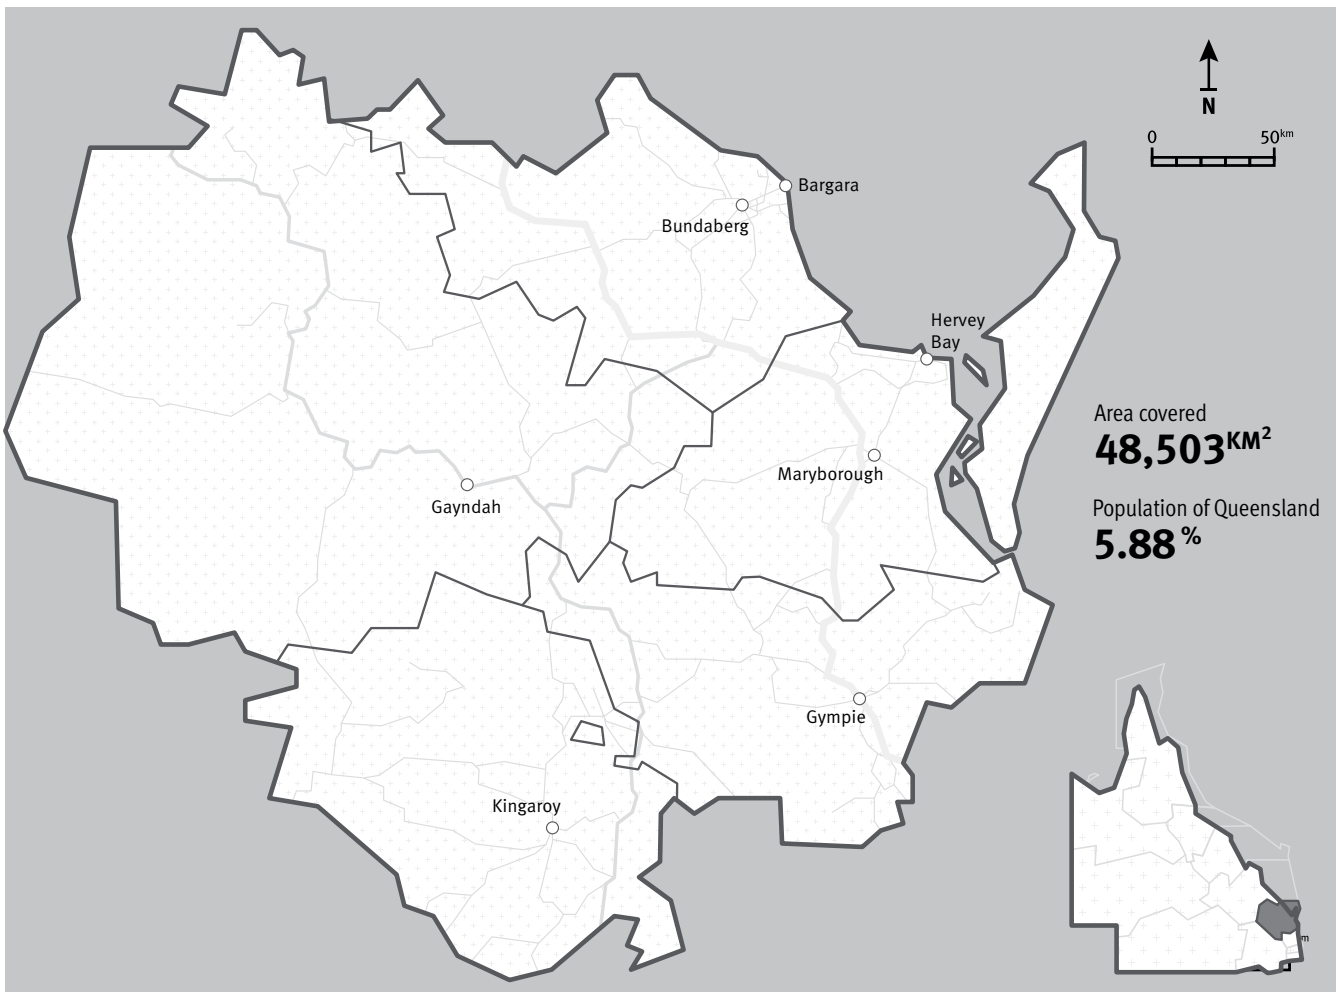 N
0 50km
Bargara
Bundaberg
Hervey
Bay
Area covered
48,503KM2
Maryborough
Gayndah
Population of Queensland
5.88 %
Gympie
Kingaroy
m